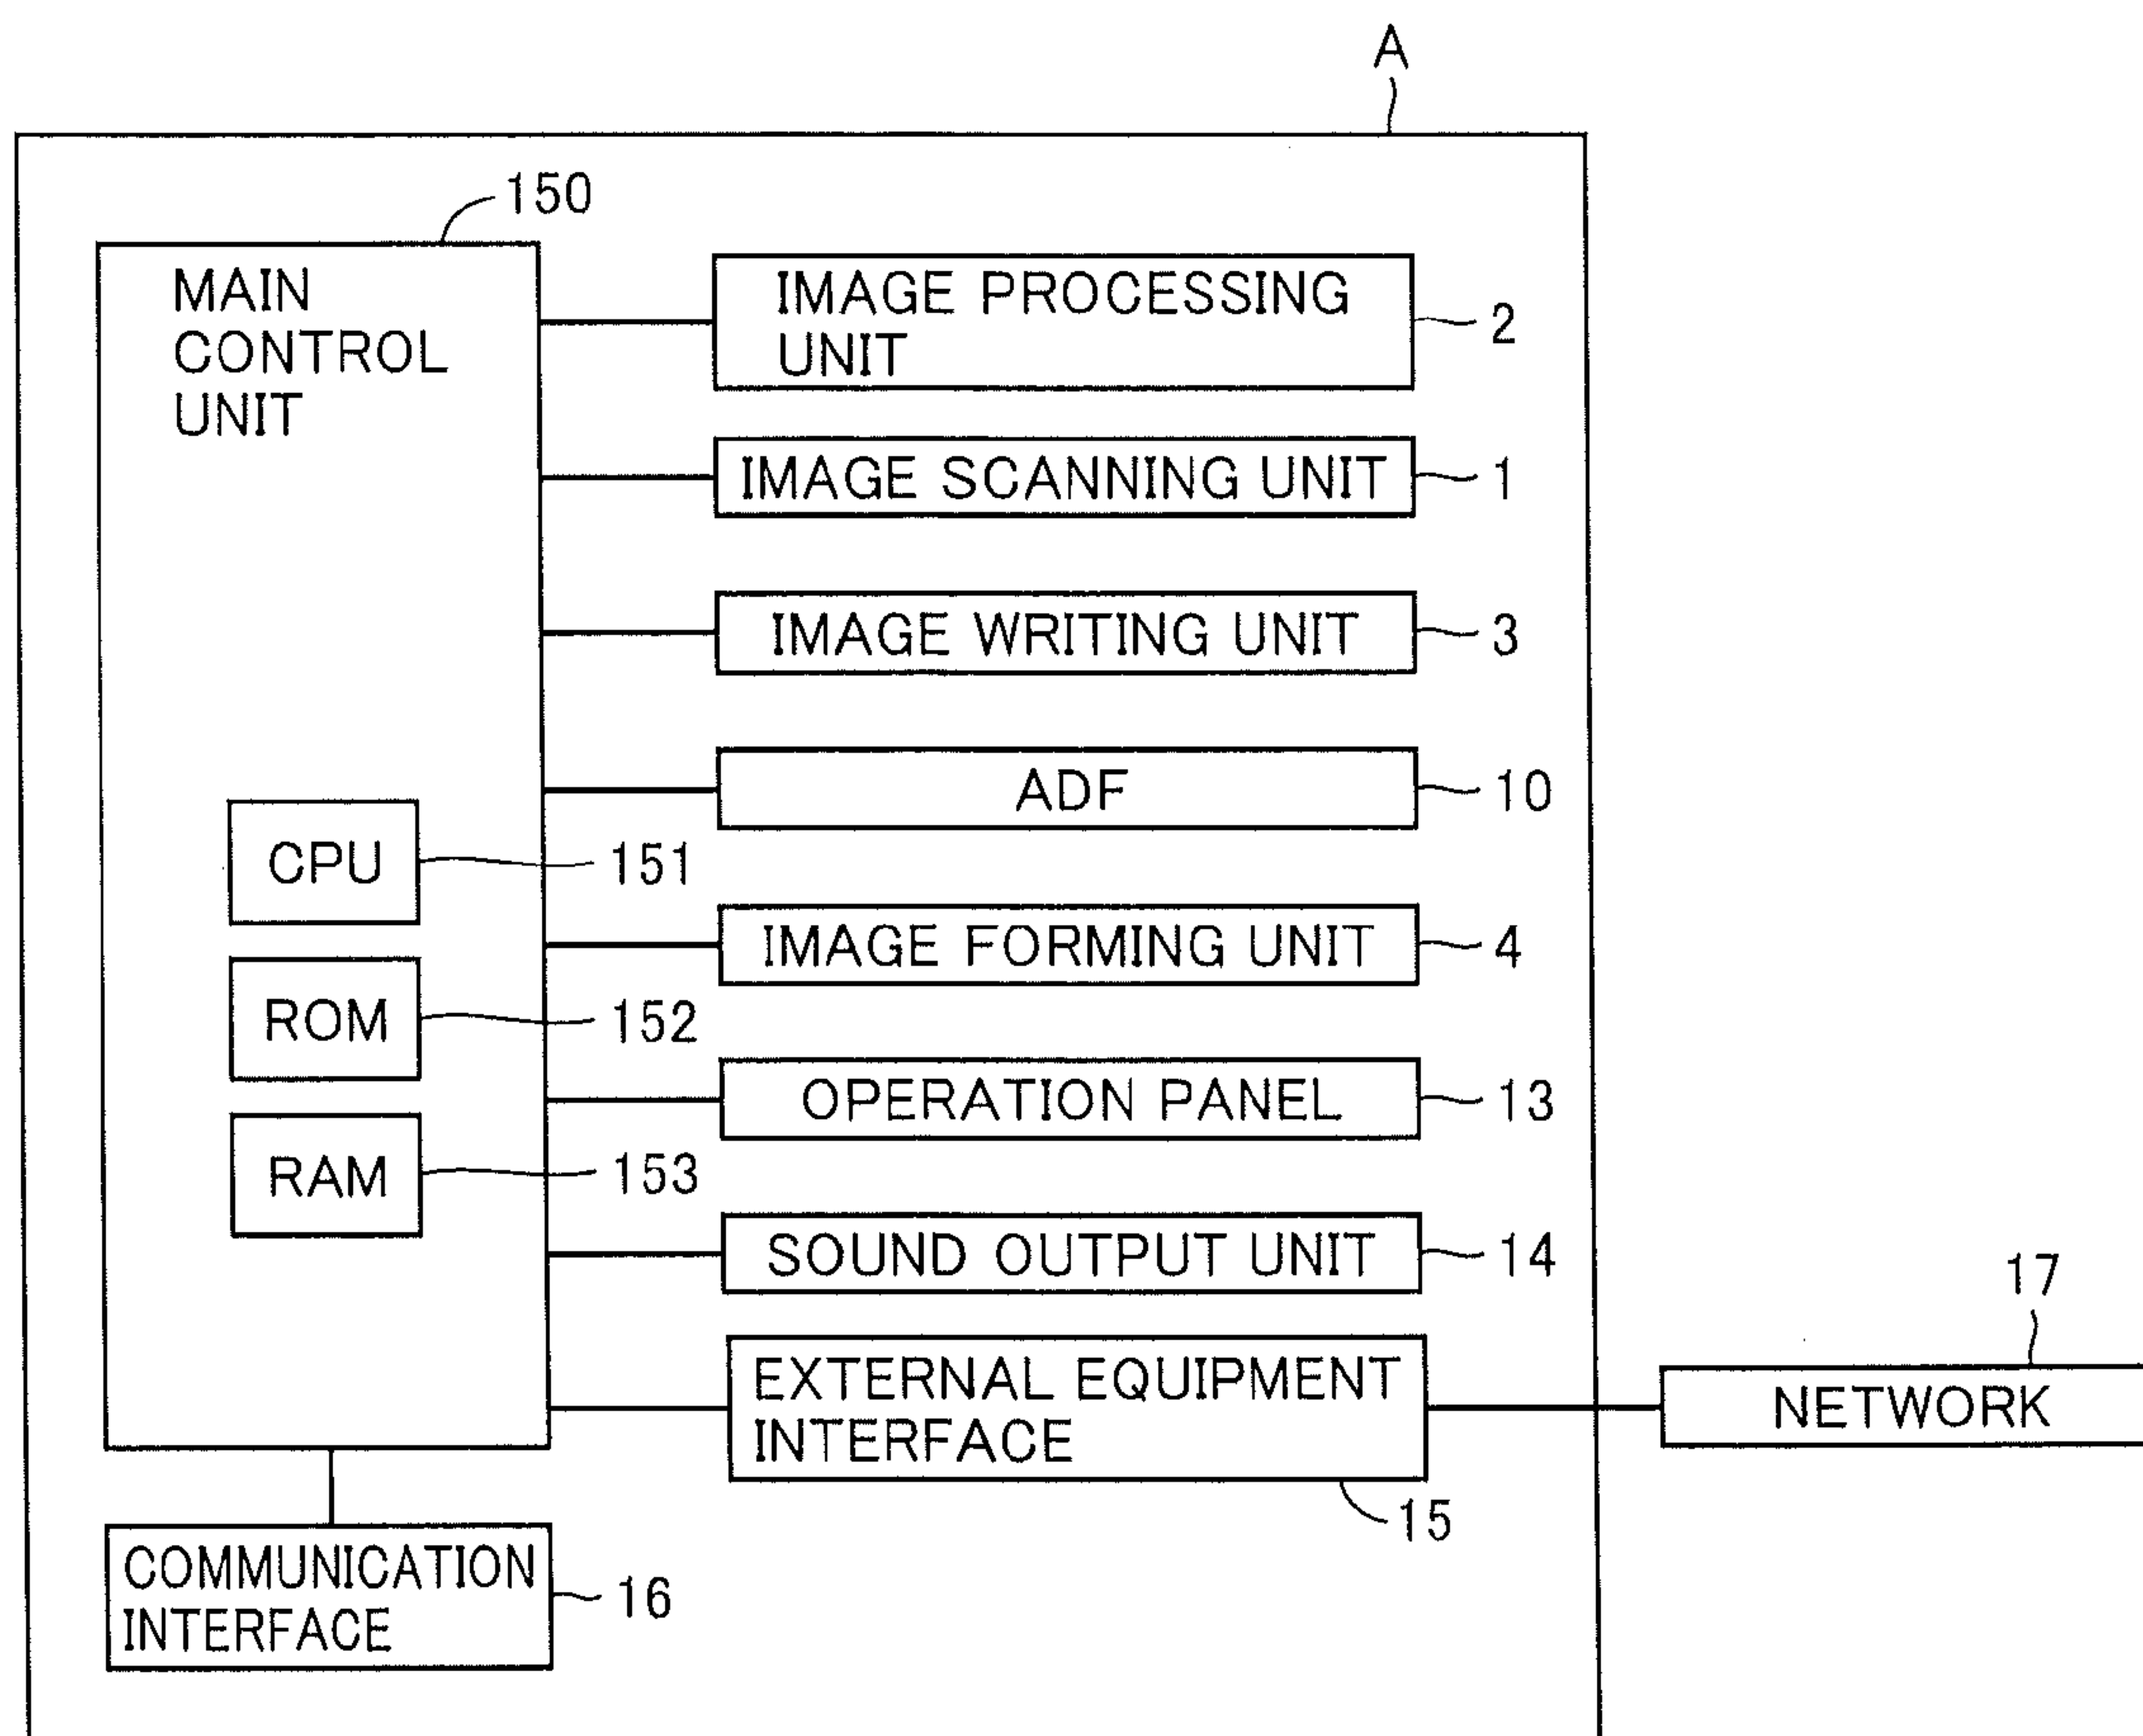 A
150
MAIN
CONTROL
UNIT
IMAGE PROCESSING
UNIT
2
IMAGE SCANNING UNIT
1
IMAGE WRITING UNIT
3
ADF
10
CPU
151
IMAGE FORMING UNIT
4
ROM
152
OPERATION PANEL
13
RAM
153
SOUND OUTPUT UNIT
14
17
EXTERNAL EQUIPMENT
INTERFACE
NETWORK
15
COMMUNICATION
INTERFACE
16